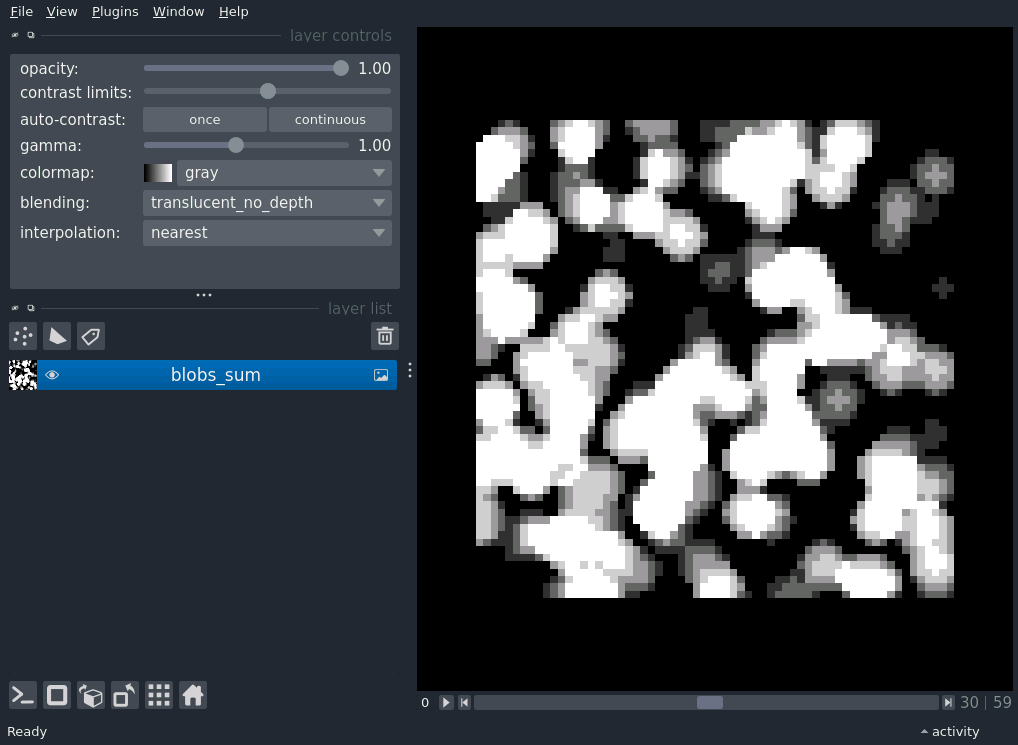 File View Plugins Window Help
layer controls
opacity: 1.00
contrast limits:
auto-contrast: once continuous
gamma: 1.00
colormap: gray
blending: translucent_no_depth
interpolation: nearest
layer list
blobs_sum
0 30 | 59
Ready activity